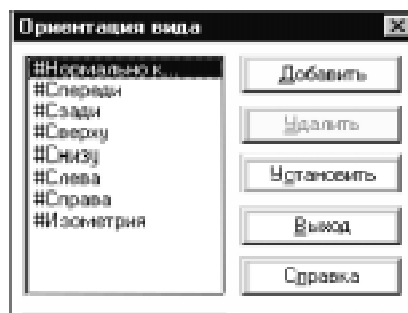 Ориентация вида
#Нормально к...
#Спереди
#Сзади
#Сверху
#Снизу
#Слева
#Справа
#Изометрия
Добавить
Удалить
Установить
Выход
Справка